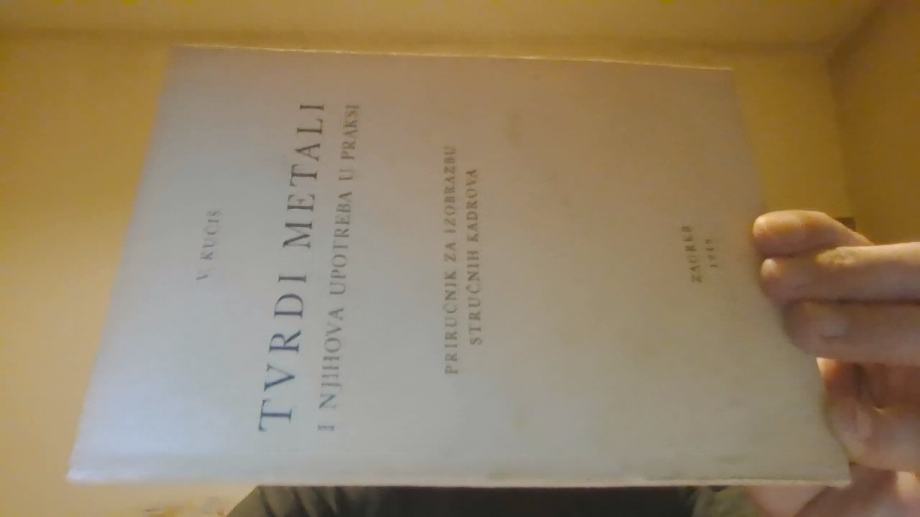 V. KUČIŠ
TVRDI METALI
I NJIHOVA UPOTREBA U PRAKSI
PRIRUČNIK ZA IZOBRAZBU
STRUČNIH KADROVA
ZAGREB